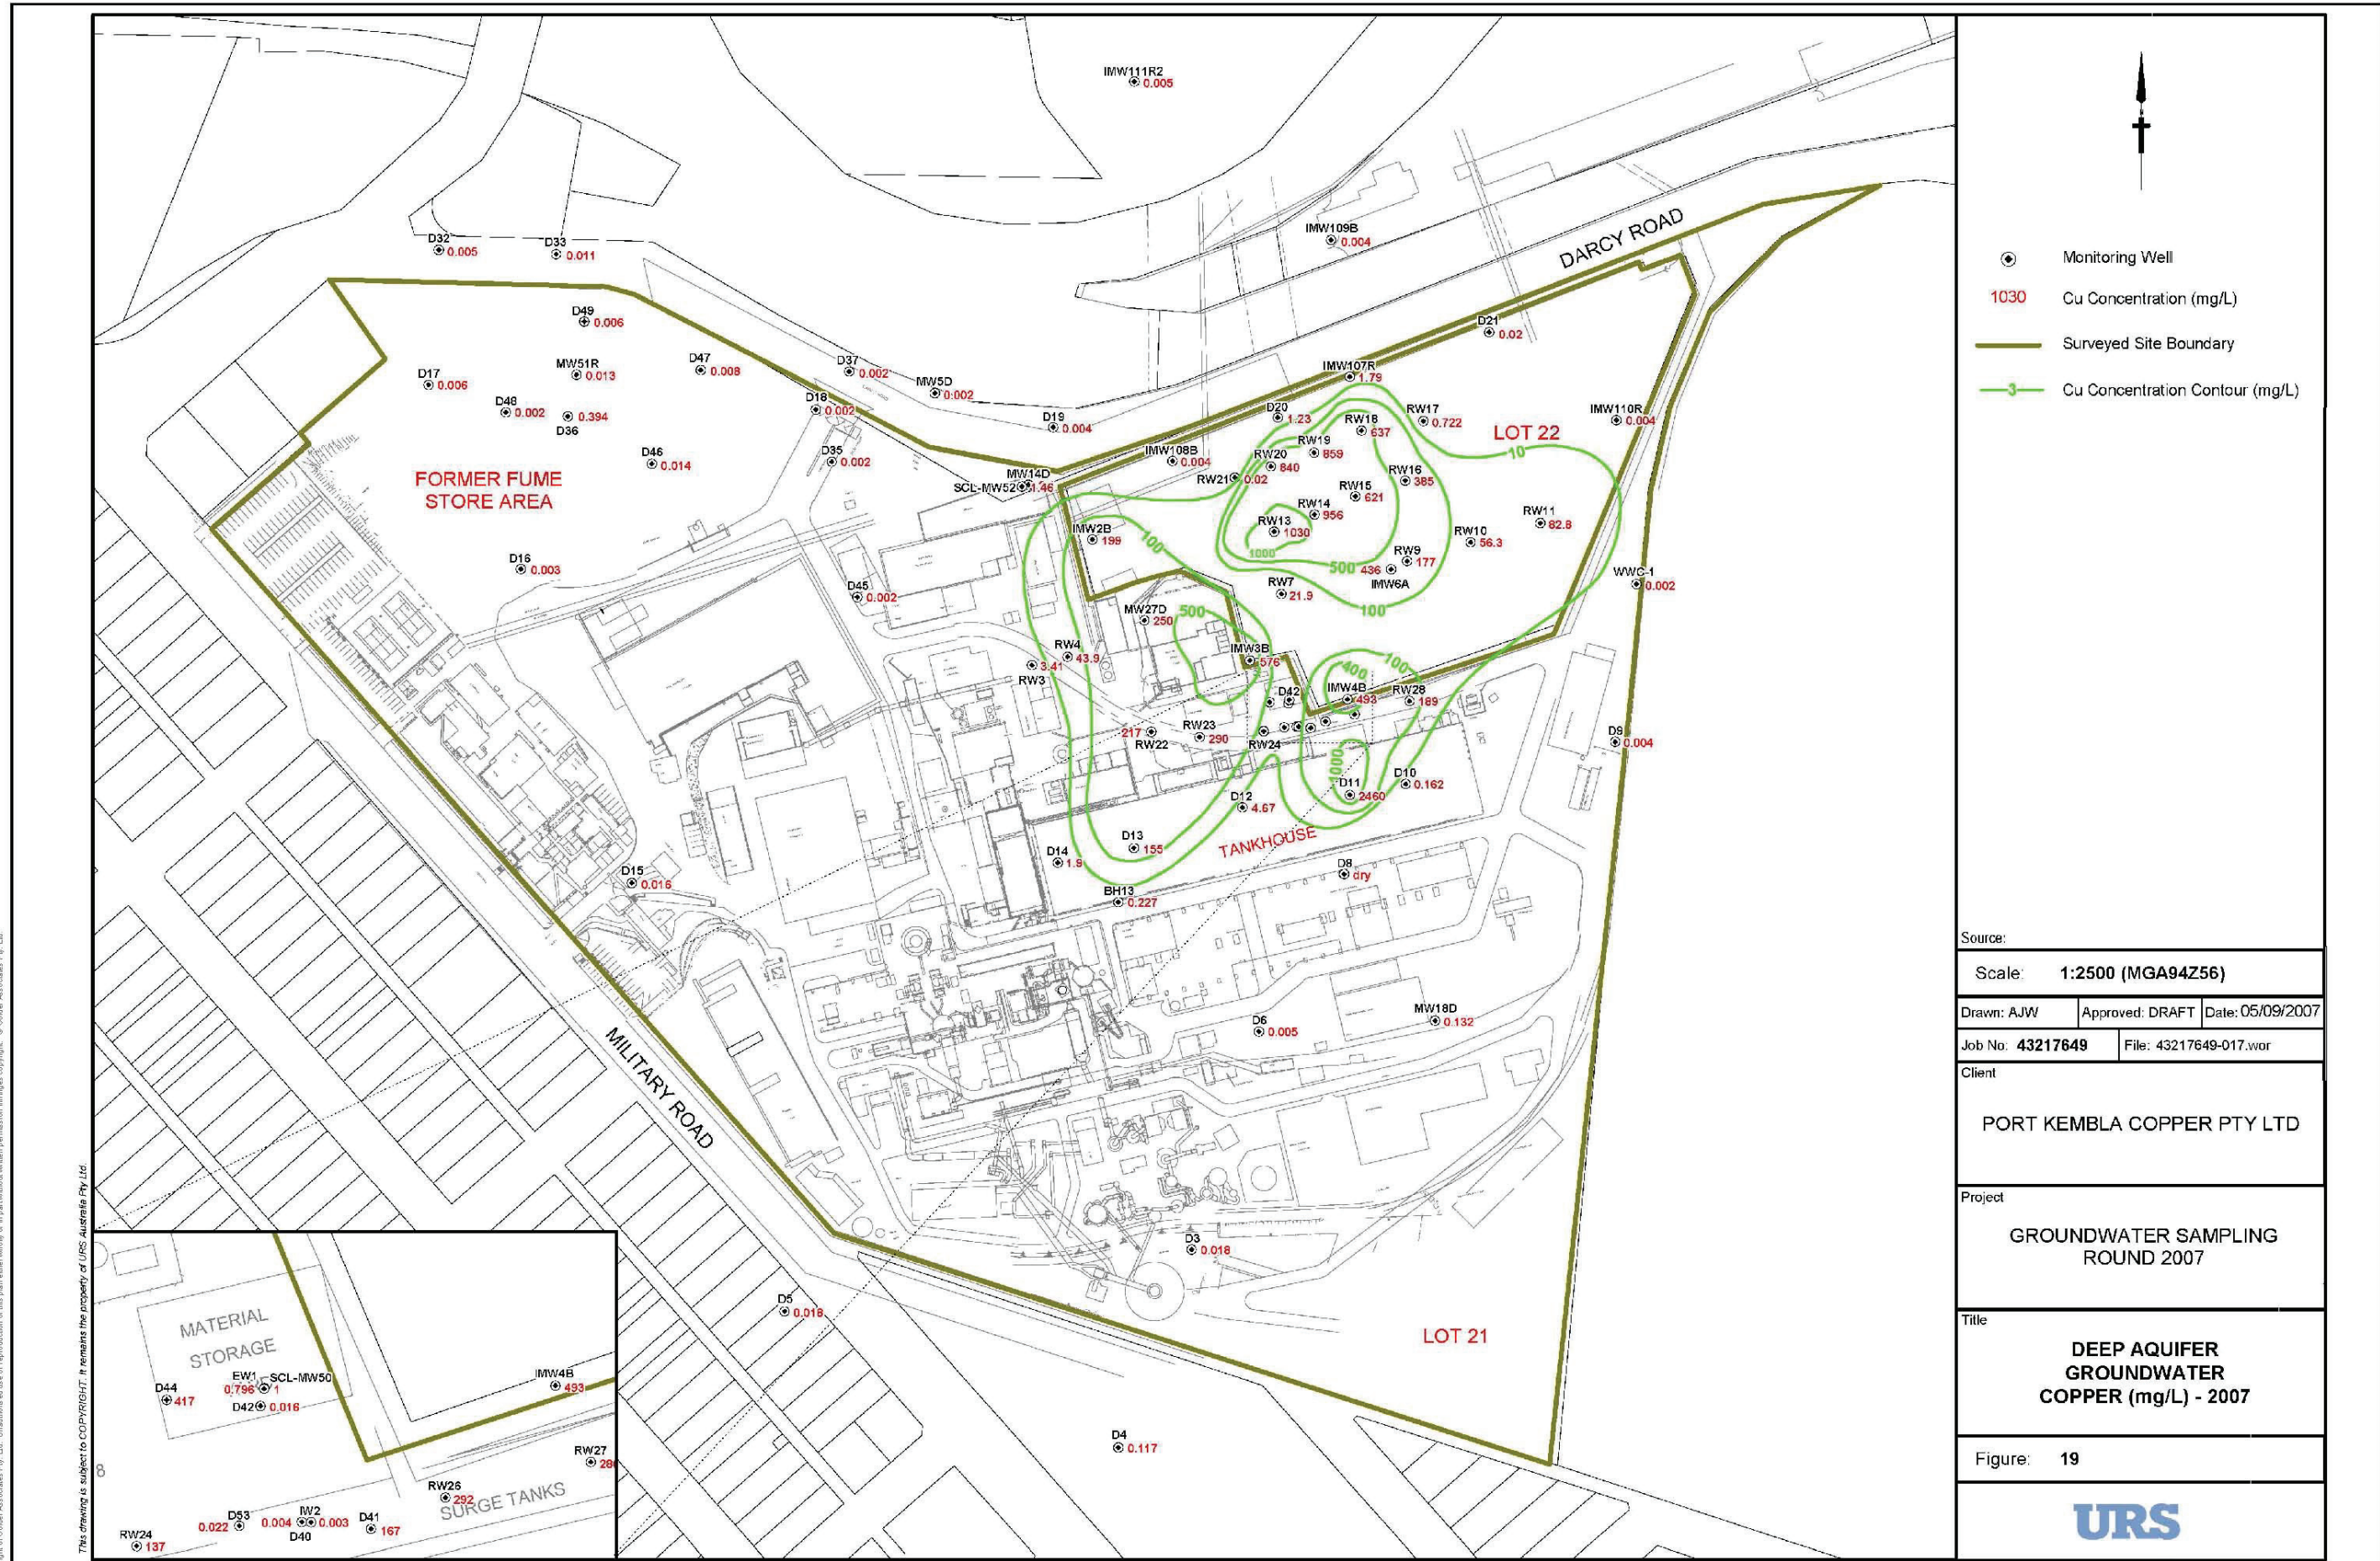 IMW111R2
0.005
IMW109B
0.004
DARCY ROAD
D32
0.005
D33
0.011
D49
0.006
D21
0.02
D17
0.006
MW51R
0.013
D47
0.008
D37
0.002
IMW107R
1.79
MW5D
0.002
D48
0.002
0.394
D36
D18
0.002
D19
0.004
D20
1.23
RW18
637
RW17
0.722
IMW110R
0.004
LOT 22
10
D46
0.014
D35
0.002
IMW108B
0.004
RW19
859
RW20
840
RW21
0.02
FORMER FUME
STORE AREA
MW14D
SCL-MW52
1.46
RW16
385
RW15
621
RW14
956
RW13
1030
1000
RW11
82.8
RW10
56.3
IMW2B
199
100
RW9
177
500
436
IMW6A
D16
0.003
D45
0.002
RW7
21.9
100
WWC-1
0.002
MW27D
250
500
RW4
43.9
3.41
RW3
IMW3B
576
400
100
D42
IMW4B
493
RW28
189
217
RW22
RW23
290
RW24
D9
0.004
1000
D11
2460
D10
0.162
D12
4.67
TANKHOUSE
D13
155
D14
1.9
D8
dry
D15
0.016
BH13
0.227
D6
0.005
MW18D
0.132
MILITARY ROAD
D3
0.018
D5
0.018
LOT 21
D4
0.117
MATERIAL
STORAGE
D44
417
EW1
0.796
SCL-MW50
1
D42
0.016
IMW4B
493
8
RW27
RW26
292
SURGE TANKS
D53
0.022
IW2
0.004
0.003
D40
D41
167
RW24
137
This drawing is subject to COPYRIGHT. It remains the property of URS Australia Pty Ltd.
Monitoring Well
1030 Cu Concentration (mg/L)
Surveyed Site Boundary
3 Cu Concentration Contour (mg/L)
Source:
Scale: 1:2500 (MGA94Z56)
Drawn: AJW Approved: DRAFT Date: 05/09/2007
Job No: 43217649 File: 43217649-017.wor
Client
PORT KEMBLA COPPER PTY LTD
Project
GROUNDWATER SAMPLING
ROUND 2007
Title
DEEP AQUIFER
GROUNDWATER
COPPER (mg/L) - 2007
Figure: 19
URS